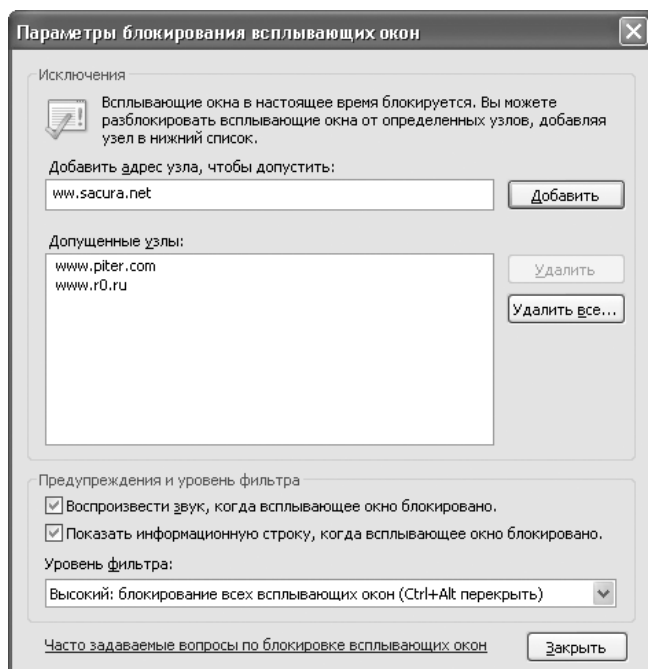 Параметры блокирования всплывающих окон
Исключения
Всплывающие окна в настоящее время блокируется. Вы можете
разблокировать всплывающие окна от определенных узлов, добавляя
узел в нижний список.
Добавить адрес узла, чтобы допустить:
ww.sacura.net
Добавить
Допущенные узлы:
www.piter.com
www.r0.ru
Удалить
Удалить все...
Предупреждения и уровень фильтра
Воспроизвести звук, когда всплывающее окно блокировано.
Показать информационную строку, когда всплывающее окно блокировано.
Уровень фильтра:
Высокий: блокирование всех всплывающих окон (Ctrl+Alt перекрыть)
Часто задаваемые вопросы по блокировке всплывающих окон
Закрыть